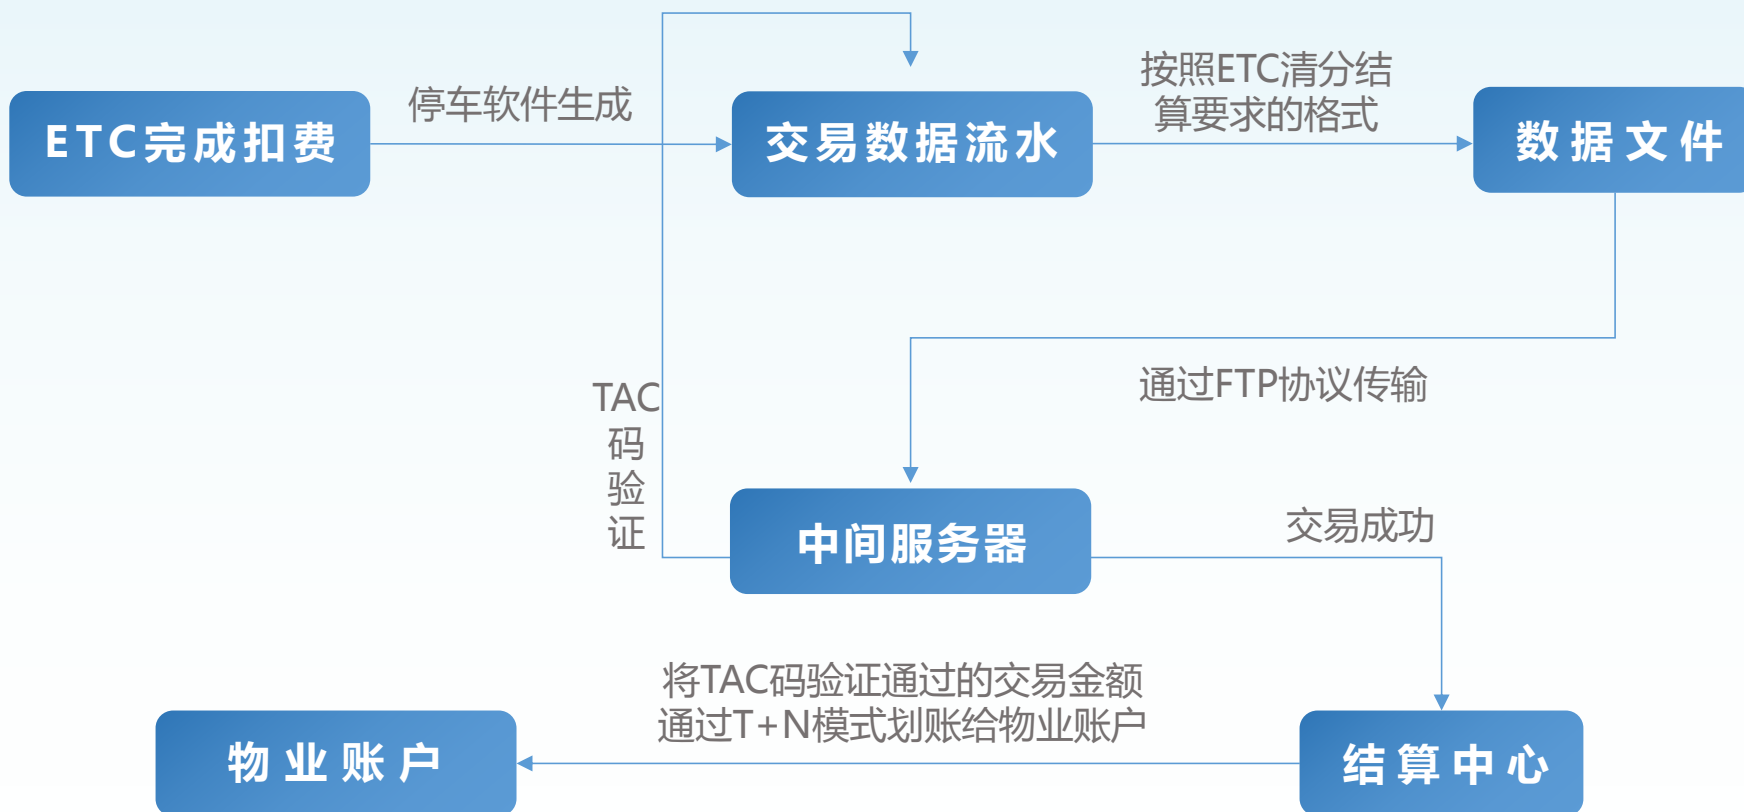 ETC完成扣费
停车软件生成
交易数据流水
按照ETC清分结
算要求的格式
数据文件
通过FTP协议传输
TAC
码
验
证
中间服务器
交易成功
将TAC码验证通过的交易金额
通过T+N模式划账给物业账户
物业账户
结算中心